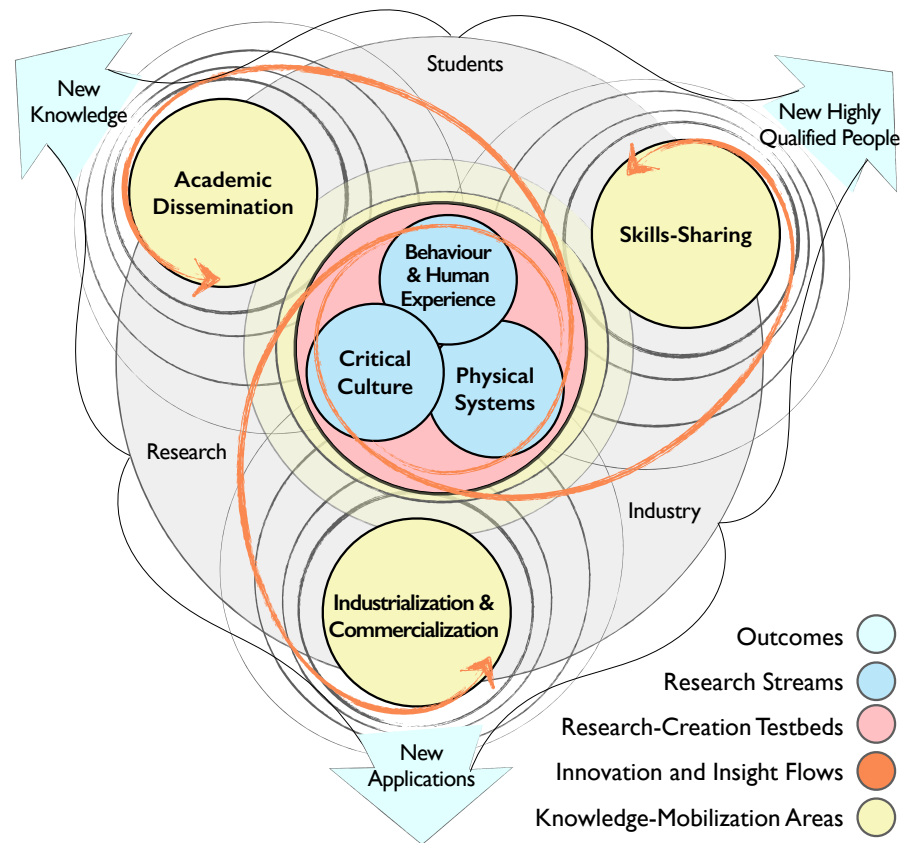 Students
New
Knowledge
New Highly
Qualified People
Academic
Dissemination
Skills-Sharing
Behaviour
& Human
Experience
Critical
Culture
Physical
Systems
Research
Industry
Industrialization &
Commercialization
New
Applications
Outcomes
Research Streams
Research-Creation Testbeds
Innovation and Insight Flows
Knowledge-Mobilization Areas